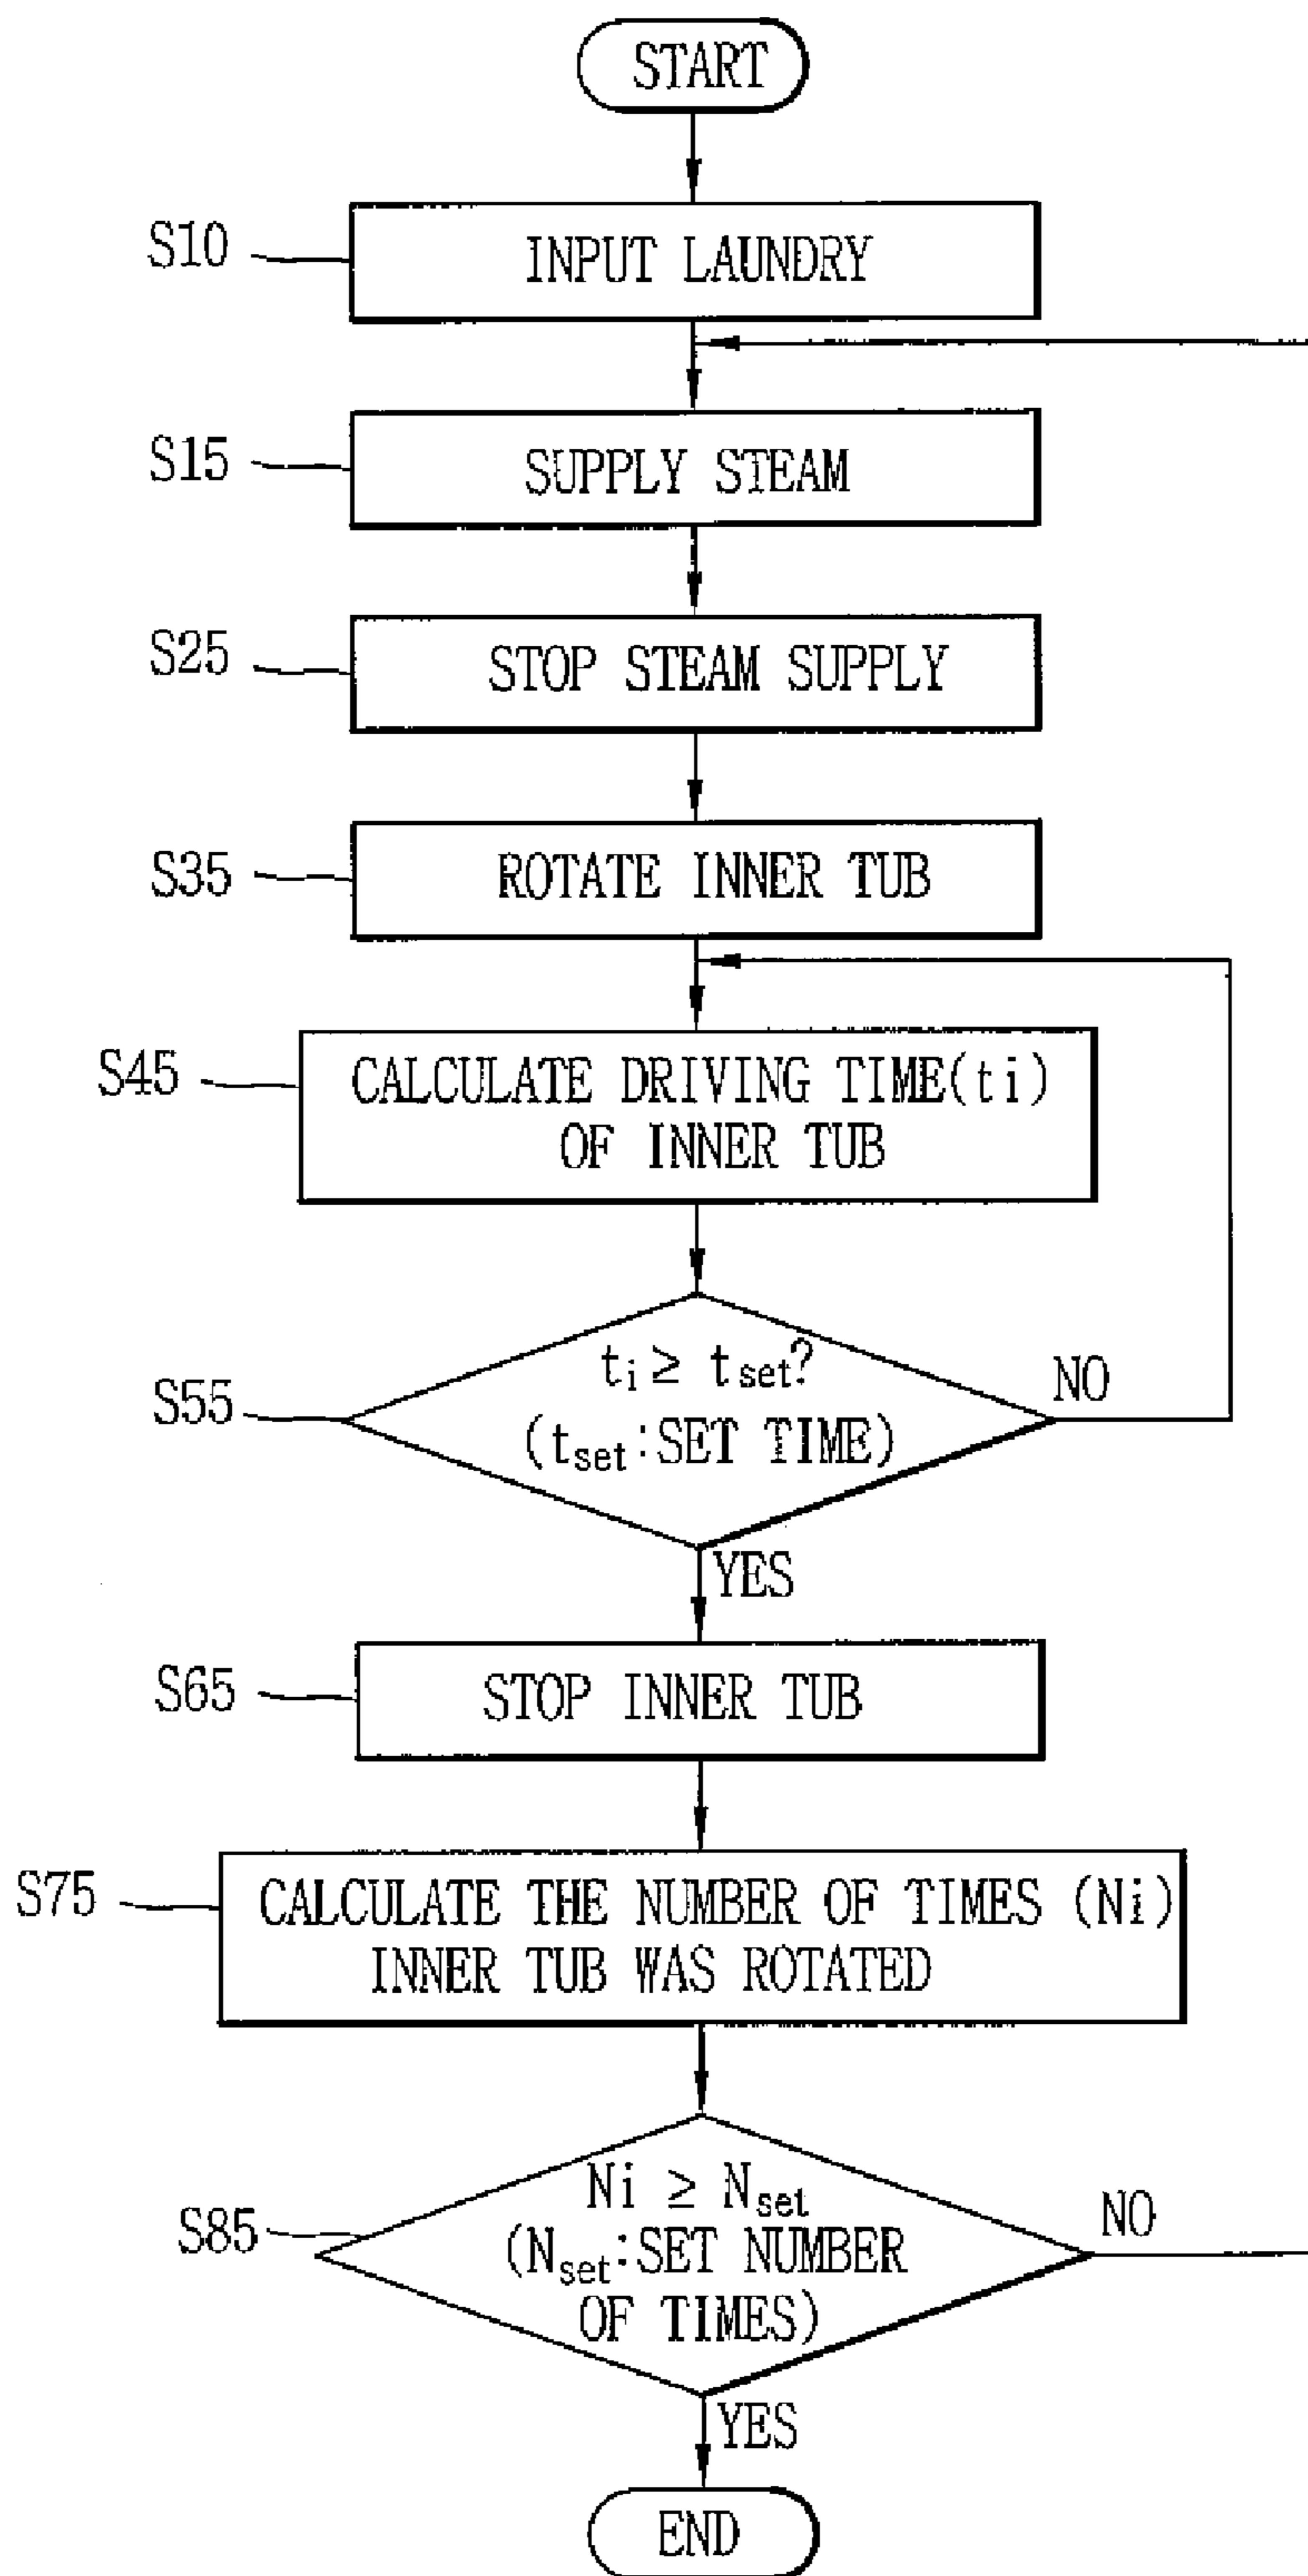 START
S10
INPUT LAUNDRY
S15
SUPPLY STEAM
S25
STOP STEAM SUPPLY
S35
ROTATE INNER TUB
S45
CALCULATE DRIVING TIME(ti)
OF INNER TUB
S55
ti ≥ tset?
(tset:SET TIME)
NO
YES
S65
STOP INNER TUB
S75
CALCULATE THE NUMBER OF TIMES (Ni)
INNER TUB WAS ROTATED
S85
Ni ≥ Nset
(Nset:SET NUMBER
OF TIMES)
NO
YES
END